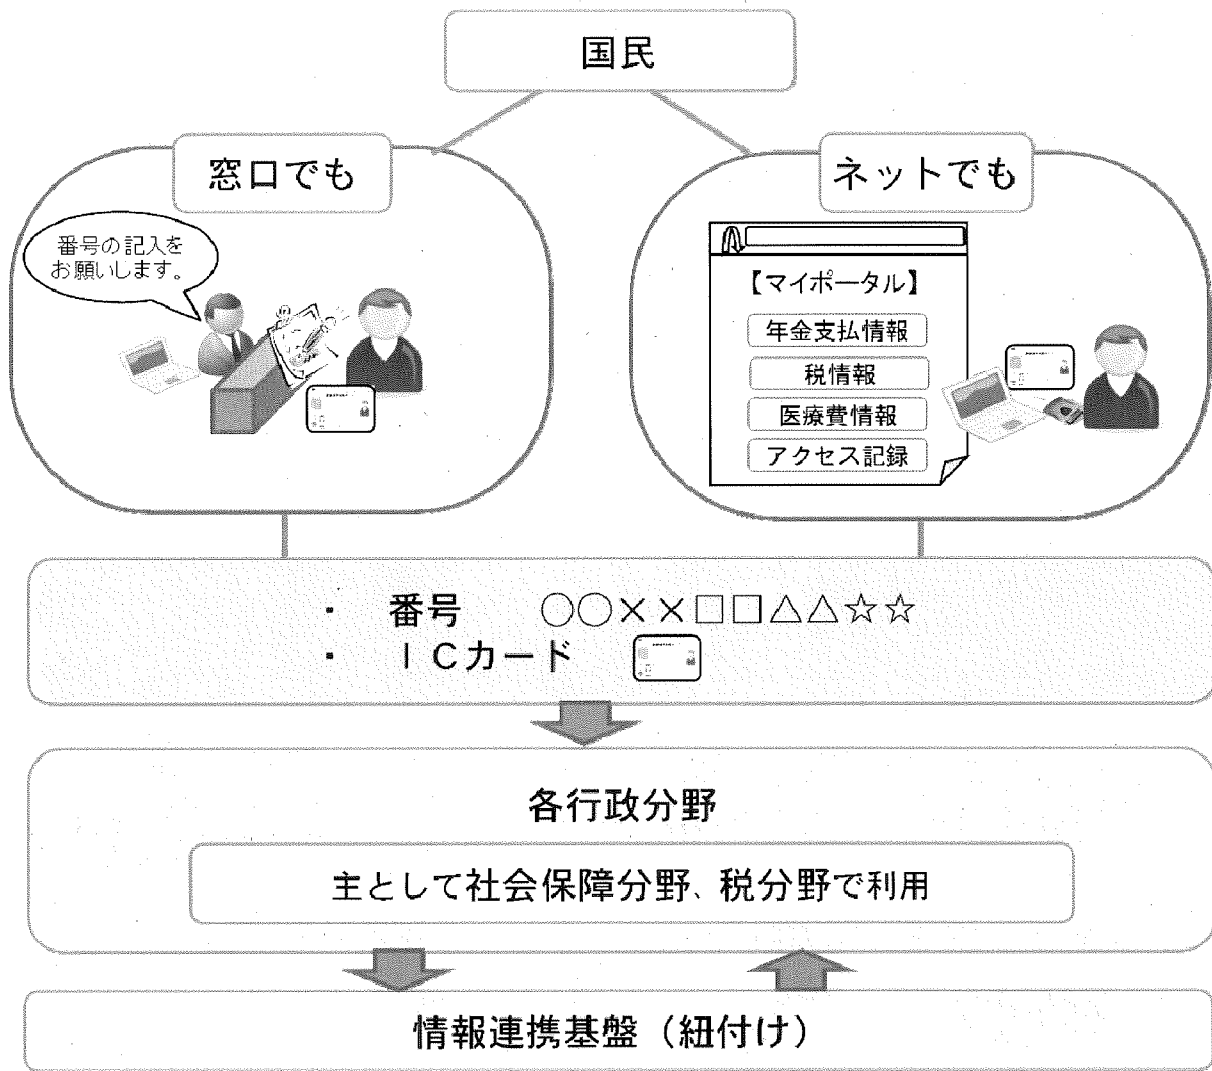 国民
窓口でも
番号の記入を
お願いします。
ネットでも
【マイポータル】
年金支払情報
税情報
医療費情報
アクセス記録
・ 番号 ○○××□□△△☆☆
・ ICカード
各行政分野
主として社会保障分野、税分野で利用
情報連携基盤（紐付け）